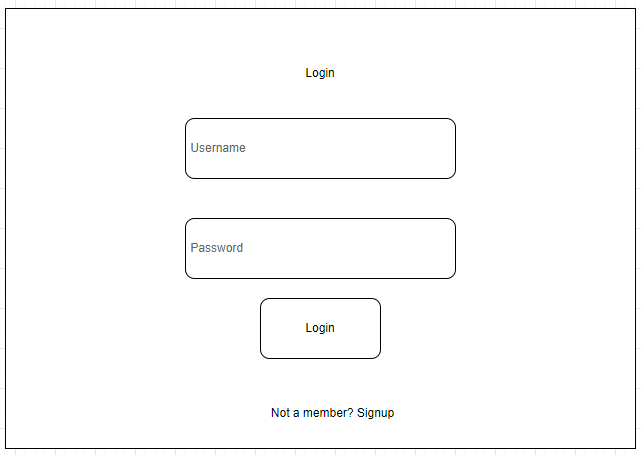 Login
Username
Password
Login
Not a member? Signup